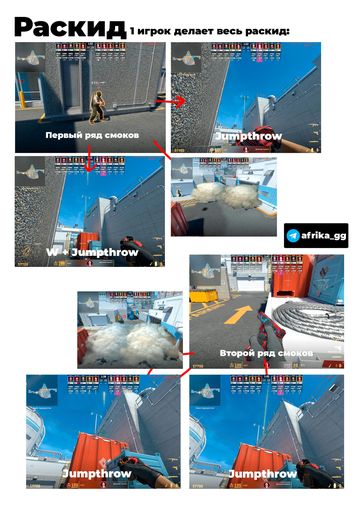 Раскид 1 игрок делает весь раскид:
Первый ряд смоков
Jumpthrow
W + Jumpthrow
afrika_gg
Второй ряд смоков
Jumpthrow
Jumpthrow